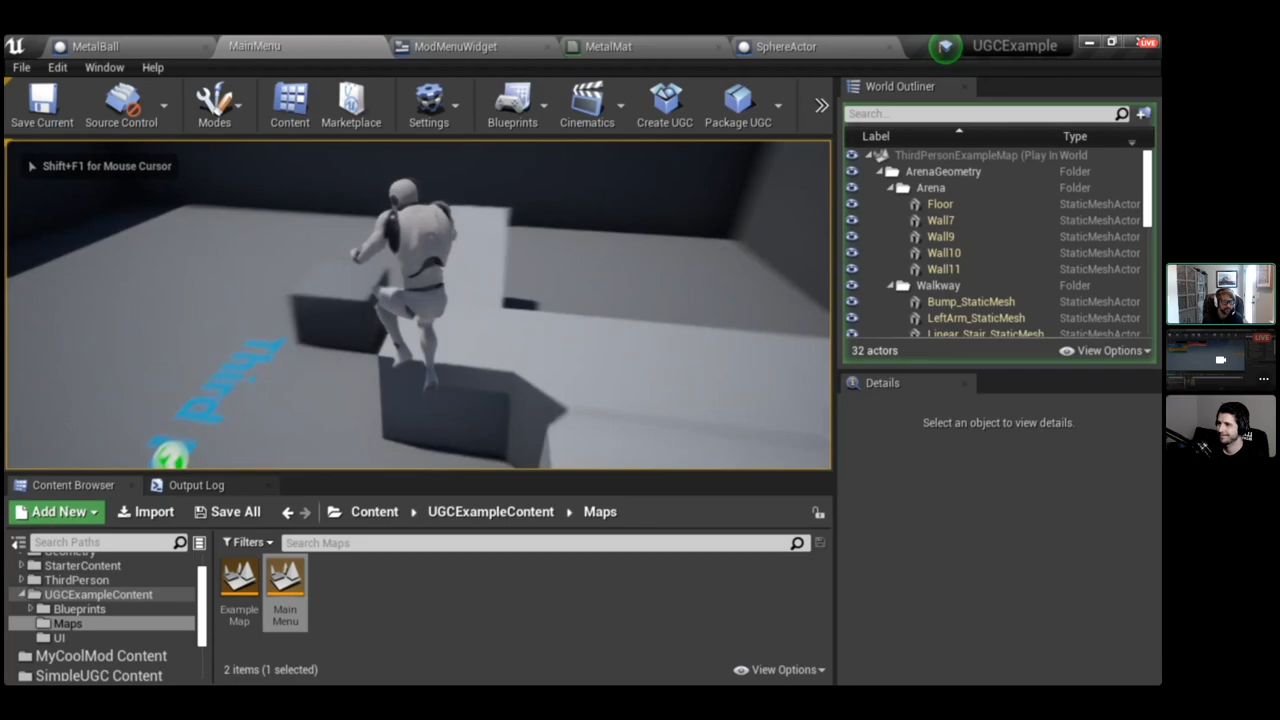 MetalBall
MainMenu
ModMenuWidget
MetalMat
SphereActor
UGCExample
LIVE
File
Edit
Window
Help
Save Current
Source Control
Modes
Content
Marketplace
Settings
Blueprints
Cinematics
Create UGC
Package UGC
World Outliner
Search...
Label
Type
ThirdPersonExampleMap (Play In
World
ArenaGeometry
Folder
Arena
Folder
Floor
StaticMeshActor
Wall7
StaticMeshActor
Wall9
StaticMeshActor
Wall10
StaticMeshActor
Wall11
StaticMeshActor
Walkway
Folder
Bump_StaticMesh
StaticMeshActor
LeftArm_StaticMesh
StaticMeshActor
Linear_Stair_StaticMesh
StaticMeshActor
32 actors
View Options
Details
Select an object to view details.
Shift+F1 for Mouse Cursor
Third
Content Browser
Output Log
Add New
Import
Save All
Content
UGCExampleContent
Maps
Search Paths
Filters
Search Maps
Geometry
StarterContent
ThirdPerson
UGCExampleContent
Blueprints
Maps
UI
MyCoolMod Content
SimpleUGC Content
Example
Map
Main
Menu
2 items (1 selected)
View Options
LIVE